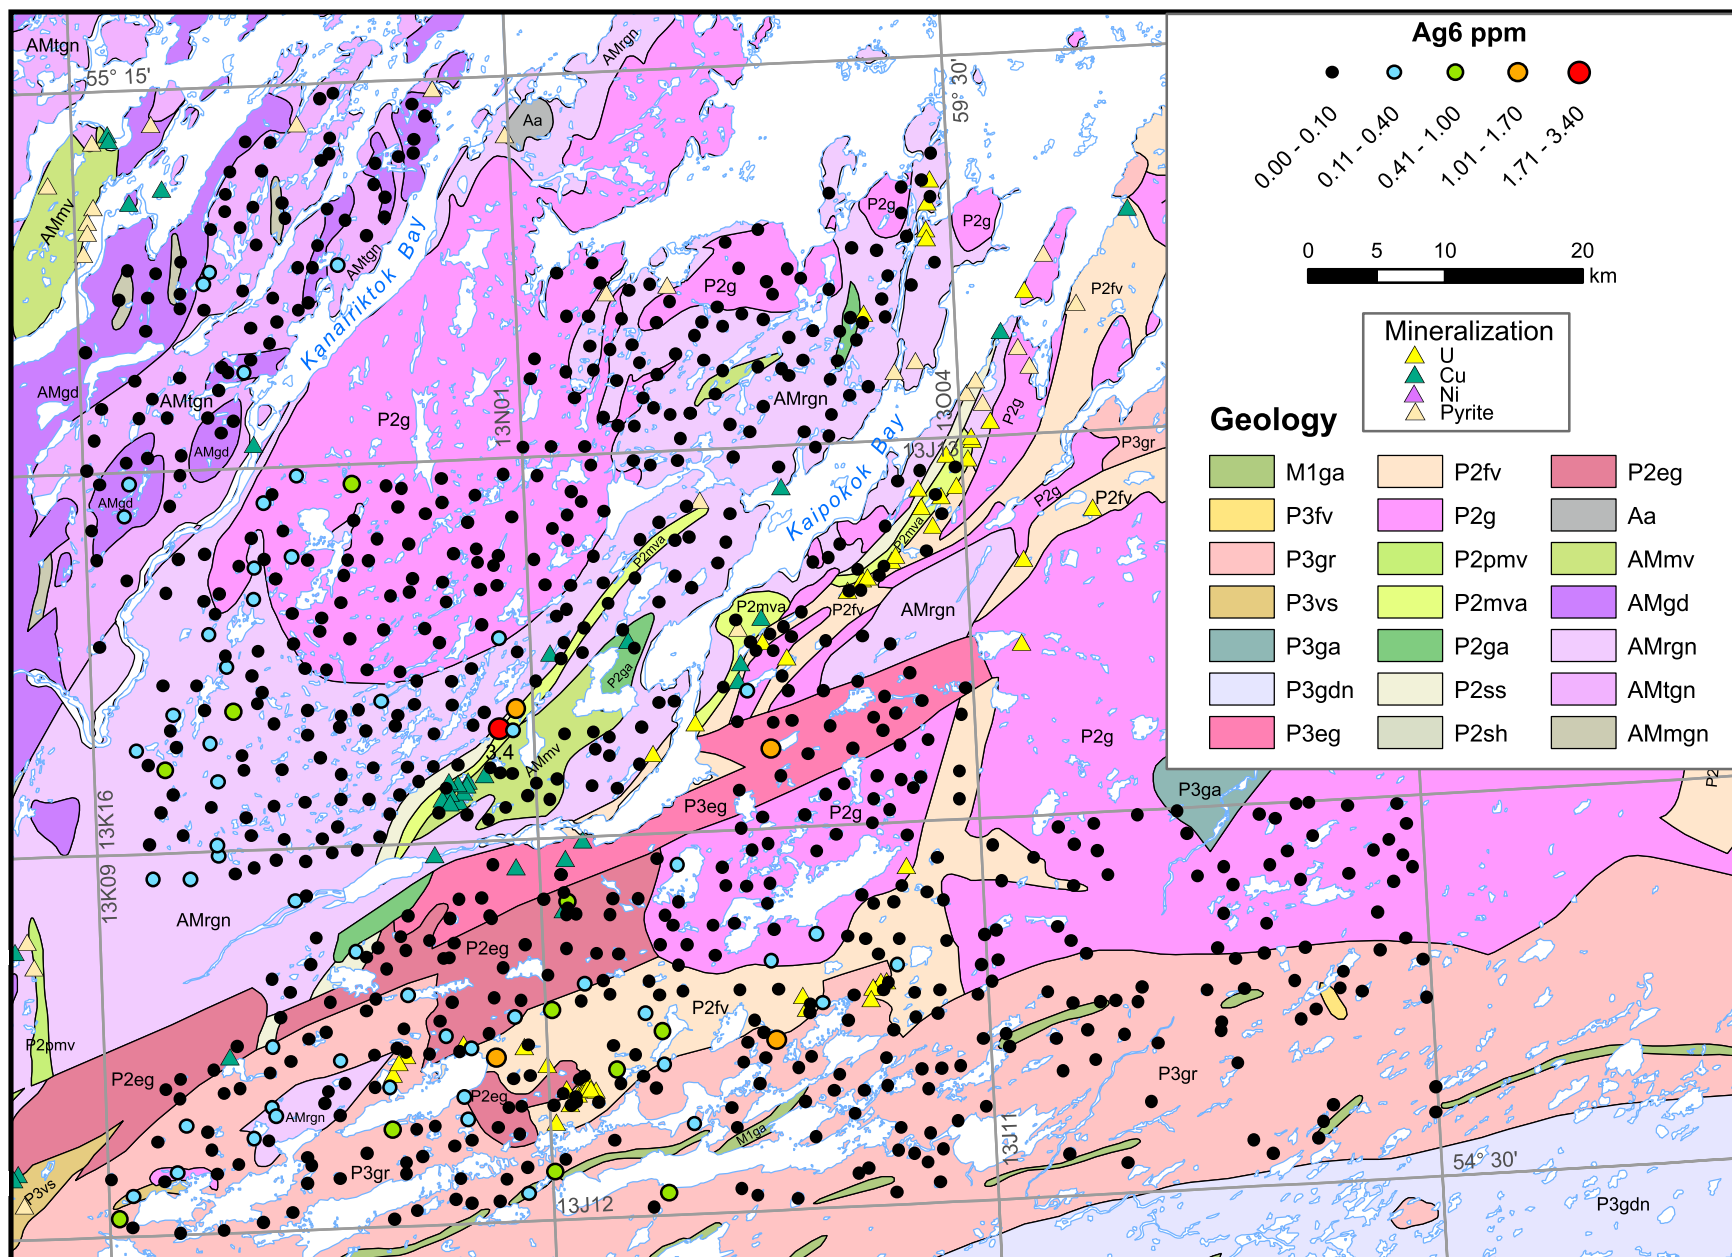 AMtgn
55° 15'
AMrgn
59° 30'
Aa
AMmv
P2g
P2g
AMtgn
Kanairiktok Bay
P2g
P2fv
AMgd
AMtgn
P2g
13N01
AMrgn
13O04
P2g
AMgd
13J13
P3gr
AMgd
Kaipokok Bay
P2g
P2fv
P2mva
P2mva
P2mva
P2fv
AMrgn
P2ga
3.4
AMmv
P2g
P3ga
P3eg
P2g
13K16
13K09
AMrgn
P2eg
P2fv
P2pmv
P2eg
P2eg
P3gr
AMrgn
M1ga
13J11
P3gr
54° 30'
P3vs
13J12
P3gdn
Ag6 ppm
0.00 - 0.10
0.11 - 0.40
0.41 - 1.00
1.01 - 1.70
1.71 - 3.40
0 5 10 20
km
Mineralization
U
Cu
Ni
Pyrite
Geology
M1ga P2fv P2eg
P3fv P2g Aa
P3gr P2pmv AMmv
P3vs P2mva AMgd
P3ga P2ga AMrgn
P3gdn P2ss AMtgn
P3eg P2sh AMmgn